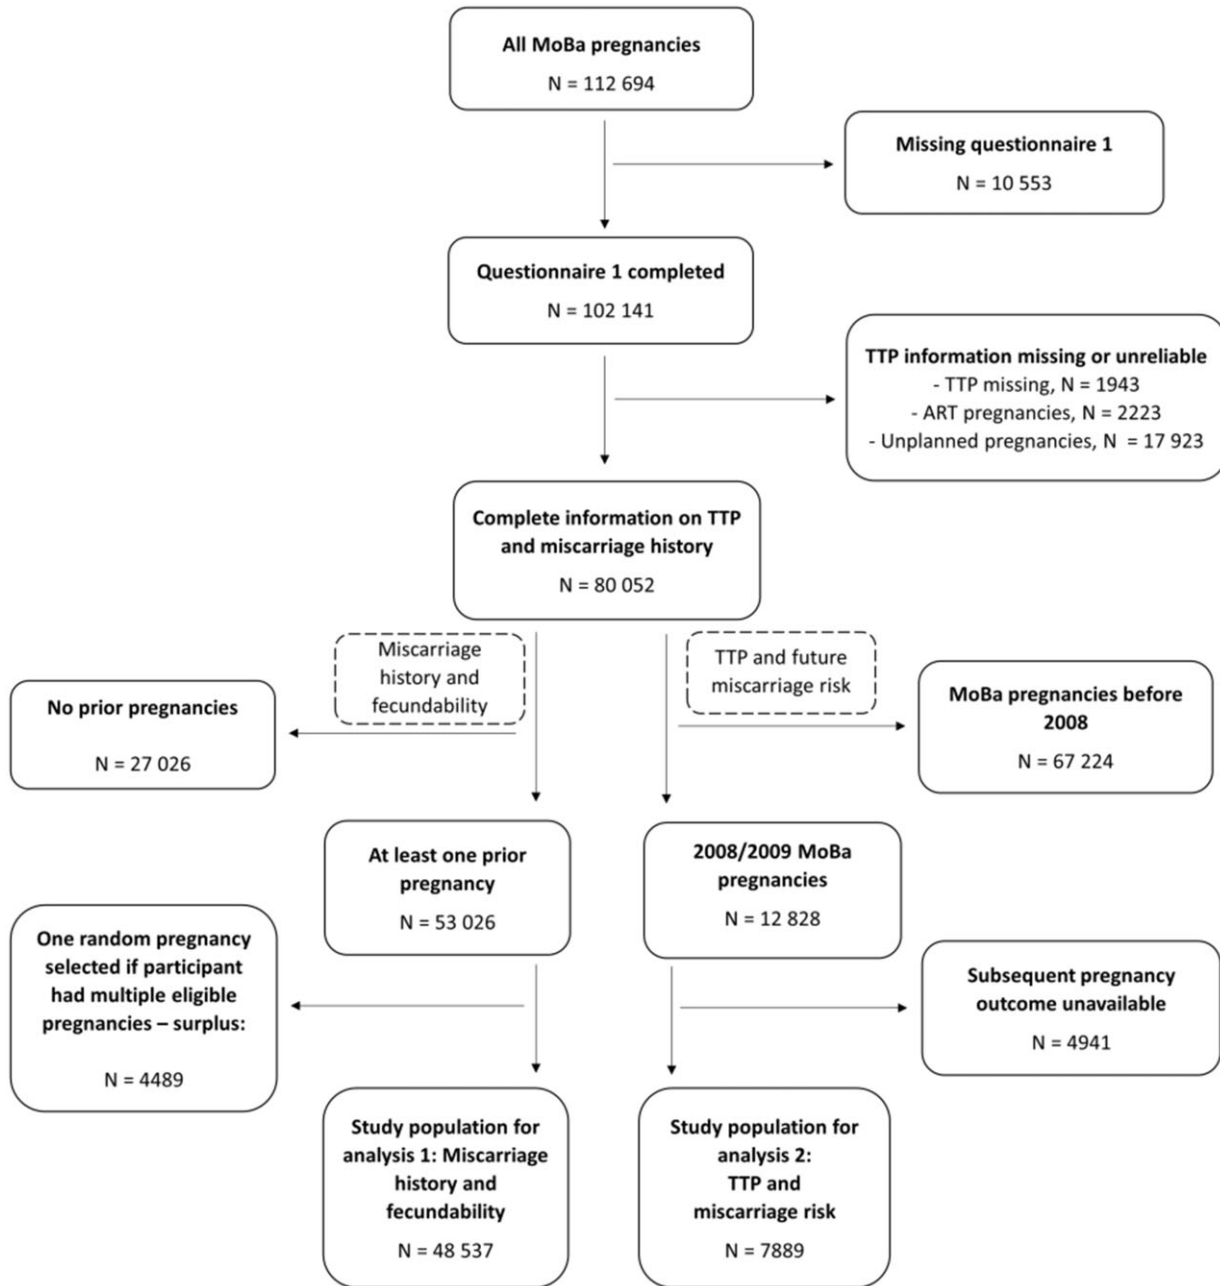 All MoBa pregnancies
N = 112 694
Missing questionnaire 1
N = 10 553
Questionnaire 1 completed
N = 102 141
TTP information missing or unreliable
- TTP missing, N = 1943
- ART pregnancies, N = 2223
- Unplanned pregnancies, N  = 17 923
Complete information on TTP
and miscarriage history
N = 80 052
Miscarriage
history and
fecundability
TTP and future
miscarriage risk
No prior pregnancies
N = 27 026
MoBa pregnancies before
2008
N = 67 224
At least one prior
pregnancy
N = 53 026
2008/2009 MoBa
pregnancies
N = 12 828
One random pregnancy
selected if participant
had multiple eligible
pregnancies – surplus:
N = 4489
Subsequent pregnancy
outcome unavailable
N = 4941
Study population for
analysis 1: Miscarriage
history and
fecundability
N = 48 537
Study population for
analysis 2:
TTP and
miscarriage risk
N = 7889